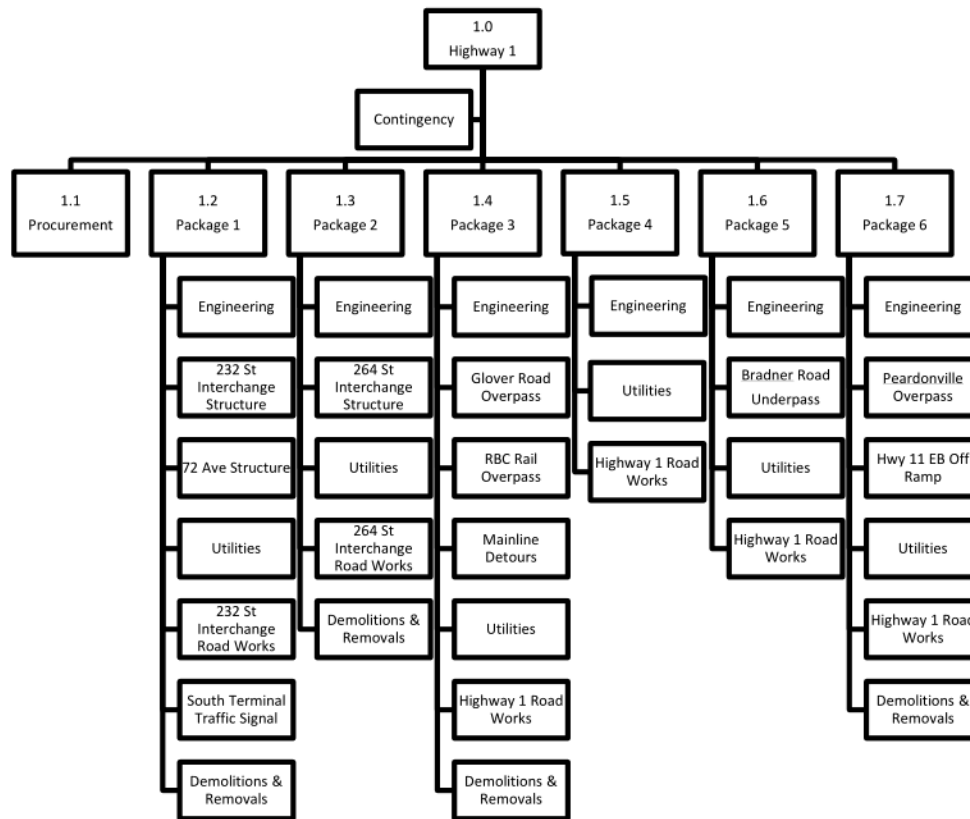 1.0
Highway 1
Contingency
1.1
Procurement
1.2
Package 1
1.3
Package 2
1.4
Package 3
1.5
Package 4
1.6
Package 5
1.7
Package 6
Engineering
232 St
Interchange
Structure
72 Ave Structure
Utilities
232 St
Interchange
Road Works
South Terminal
Traffic Signal
Demolitions &
Removals
Engineering
264 St
Interchange
Structure
Utilities
264 St
Interchange
Road Works
Demolitions &
Removals
Engineering
Glover Road
Overpass
RBC Rail
Overpass
Mainline
Detours
Utilities
Highway 1 Road
Works
Demolitions &
Removals
Engineering
Utilities
Highway 1 Road
Works
Engineering
Bradner Road
Underpass
Utilities
Highway 1 Road
Works
Engineering
Peardonville
Overpass
Hwy 11 EB Off
Ramp
Utilities
Highway 1 Road
Works
Demolitions &
Removals